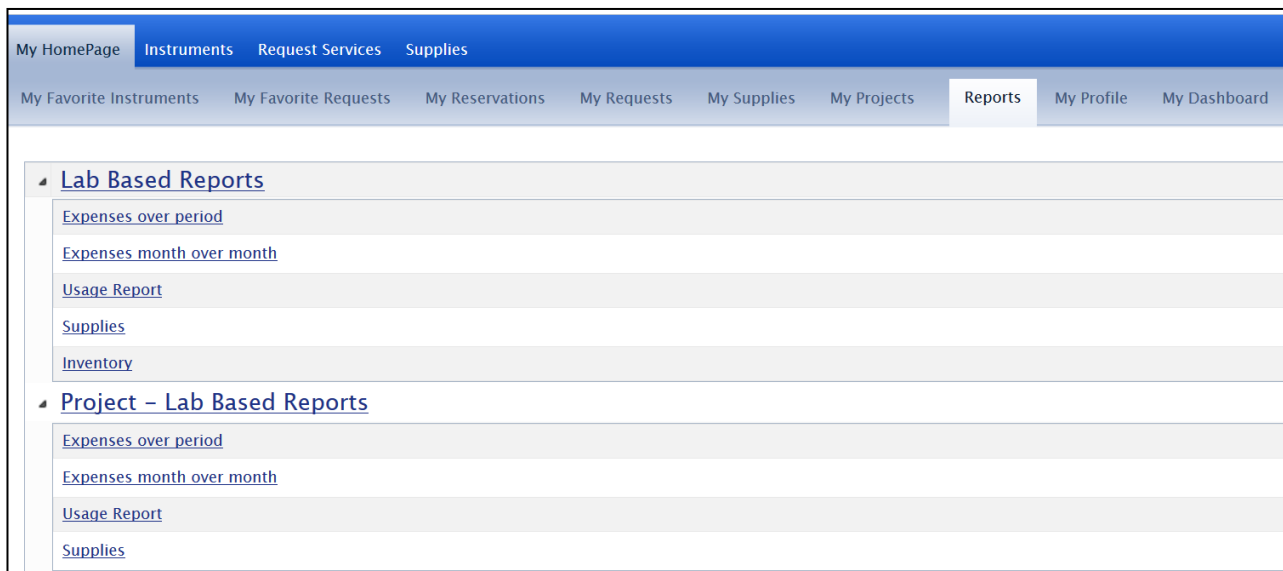 My HomePage Instruments Request Services Supplies
My Favorite Instruments My Favorite Requests My Reservations My Requests My Supplies My Projects Reports My Profile My Dashboard
Lab Based Reports
Expenses over period
Expenses month over month
Usage Report
Supplies
Inventory
Project – Lab Based Reports
Expenses over period
Expenses month over month
Usage Report
Supplies